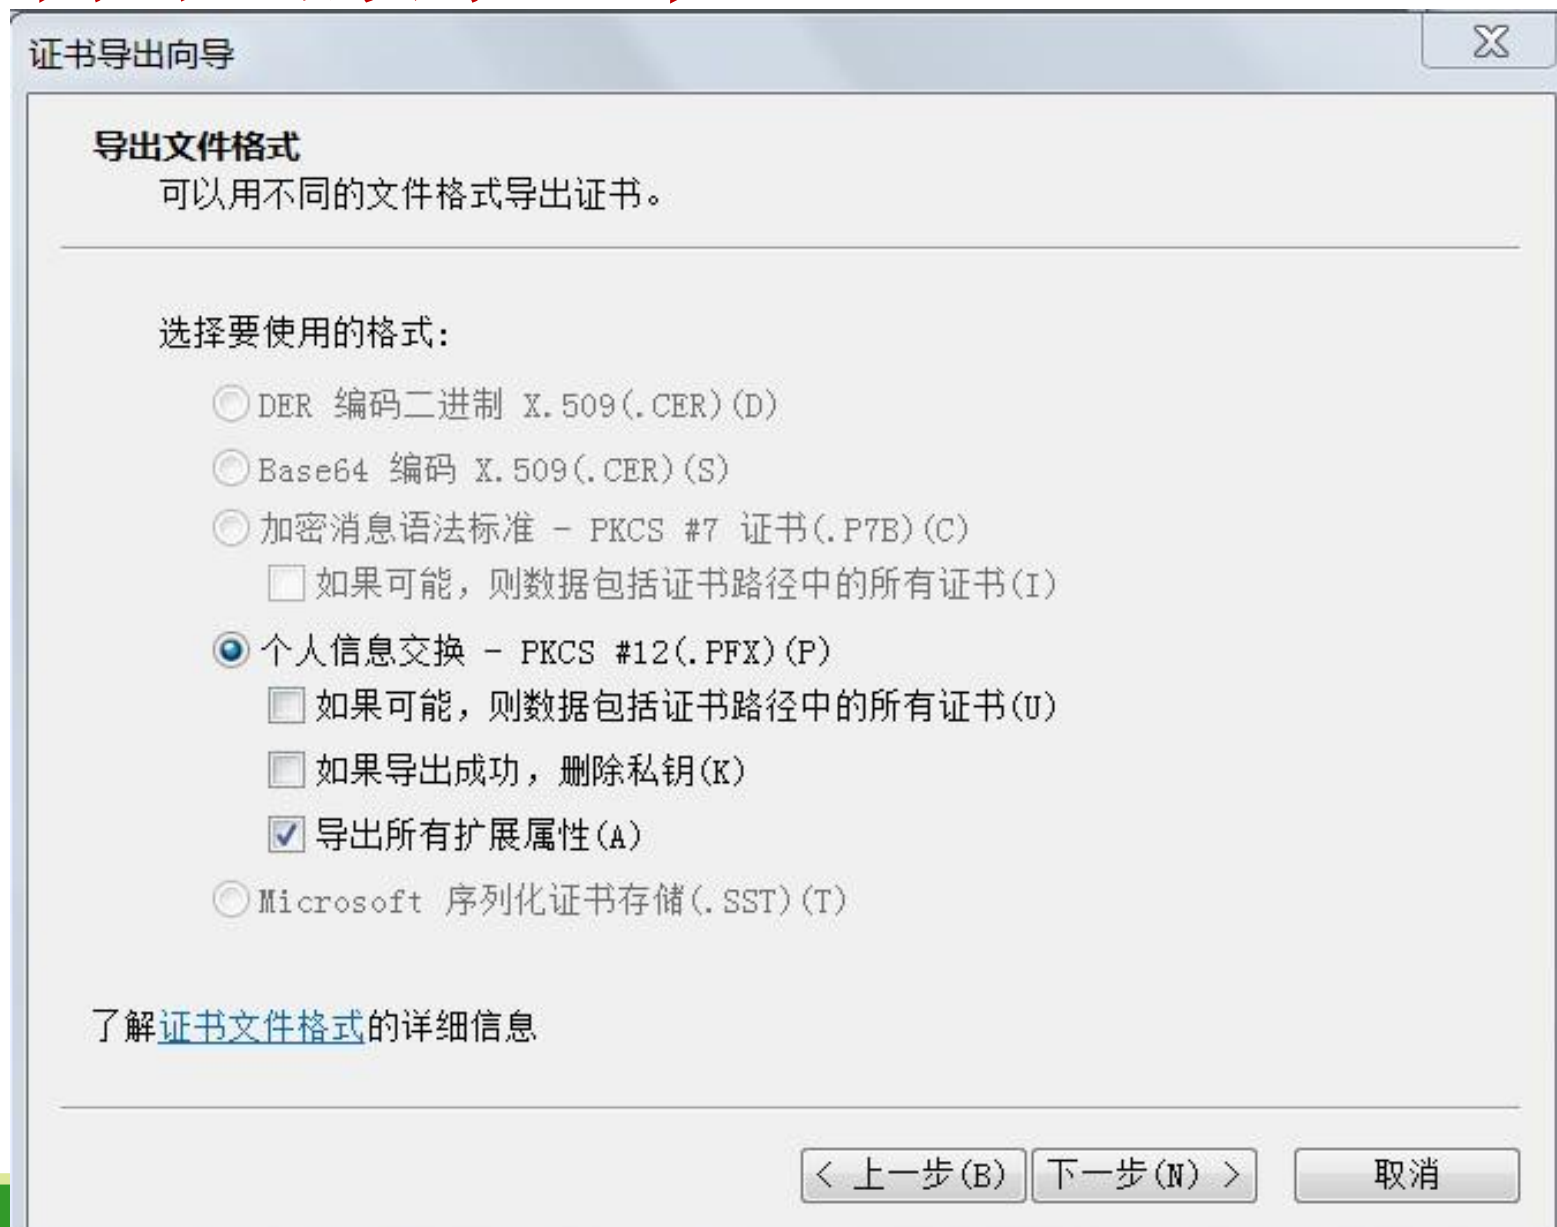 证书导出向导
导出文件格式
可以用不同的文件格式导出证书。
选择要使用的格式:
DER 编码二进制 X.509(.CER)(D)
Base64 编码 X.509(.CER)(S)
加密消息语法标准 - PKCS #7 证书(.P7B)(C)
如果可能，则数据包括证书路径中的所有证书(I)
个人信息交换 - PKCS #12(.PFX)(P)
如果可能，则数据包括证书路径中的所有证书(U)
如果导出成功，删除私钥(K)
导出所有扩展属性(A)
Microsoft 序列化证书存储(.SST)(T)
了解证书文件格式的详细信息
< 上一步(B) 下一步(N) > 取消